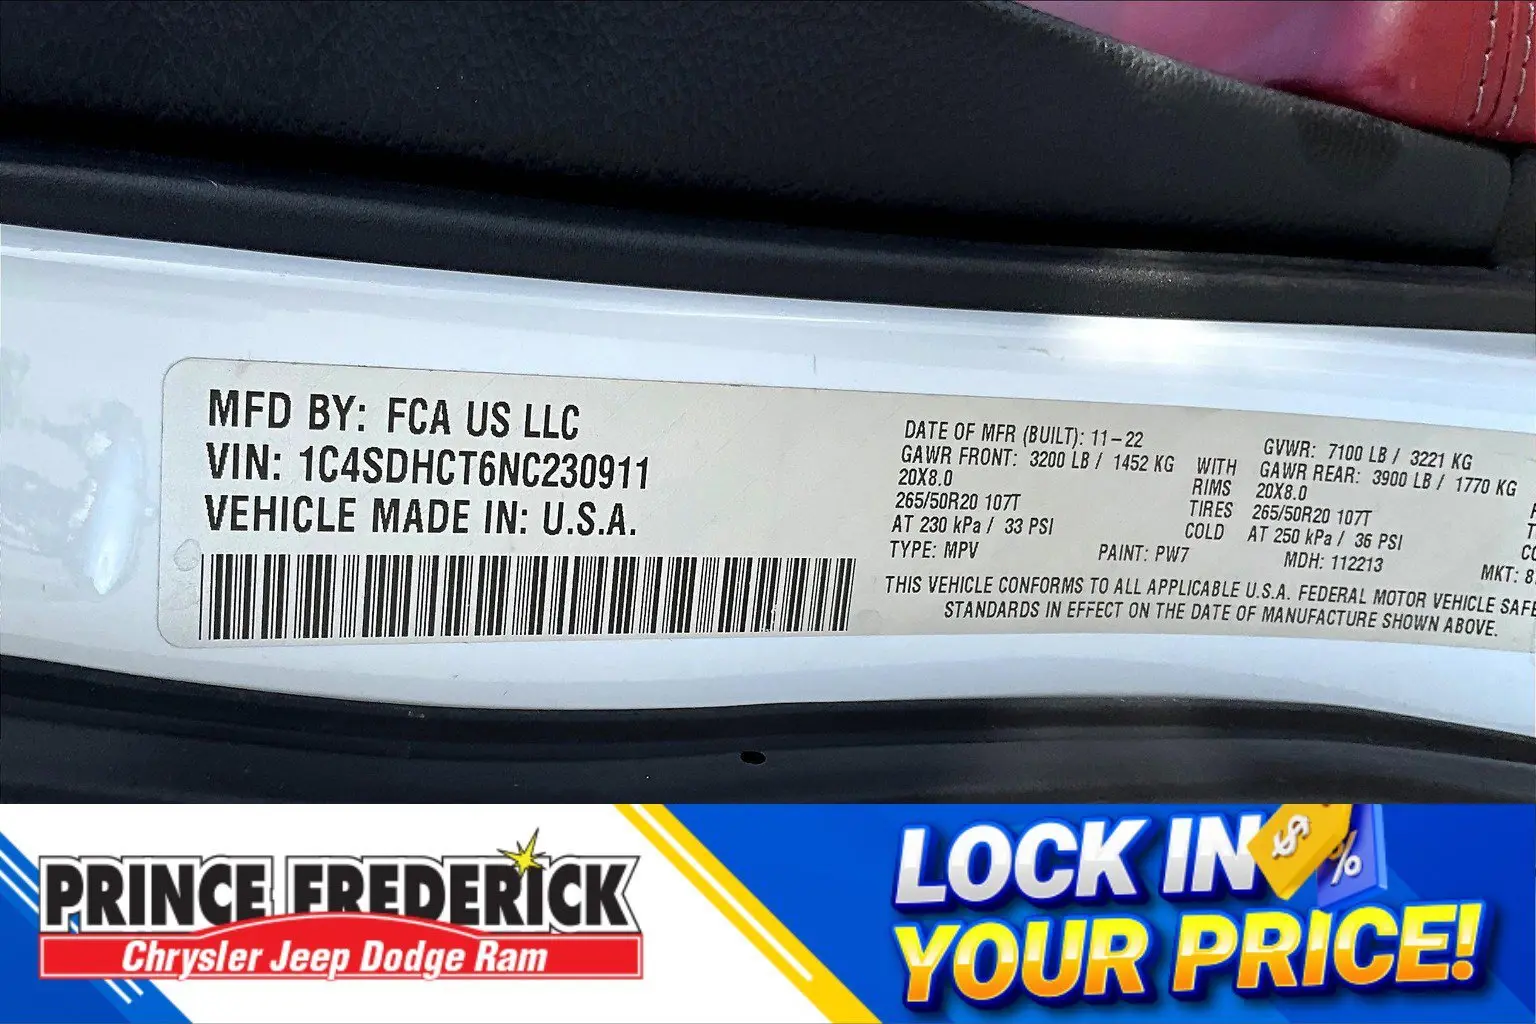 MFD BY: FCA US LLC
VIN: 1C4SDHCT6NC230911
VEHICLE MADE IN: U.S.A.
DATE OF MFR (BUILT): 11-22
GVWR: 7100 LB / 3221 KG
GAWR FRONT: 3200 LB / 1452 KG WITH GAWR REAR: 3900 LB / 1770 KG
20X8.0 RIMS 20X8.0
265/50R20 107T TIRES 265/50R20 107T
AT 230 kPa / 33 PSI COLD AT 250 kPa / 36 PSI
TYPE: MPV PAINT: PW7 MDH: 112213 MKT:
THIS VEHICLE CONFORMS TO ALL APPLICABLE U.S.A. FEDERAL MOTOR VEHICLE SAFE
STANDARDS IN EFFECT ON THE DATE OF MANUFACTURE SHOWN ABOVE.
PRINCE FREDERICK
Chrysler Jeep Dodge Ram
LOCK IN
$ %
YOUR PRICE!